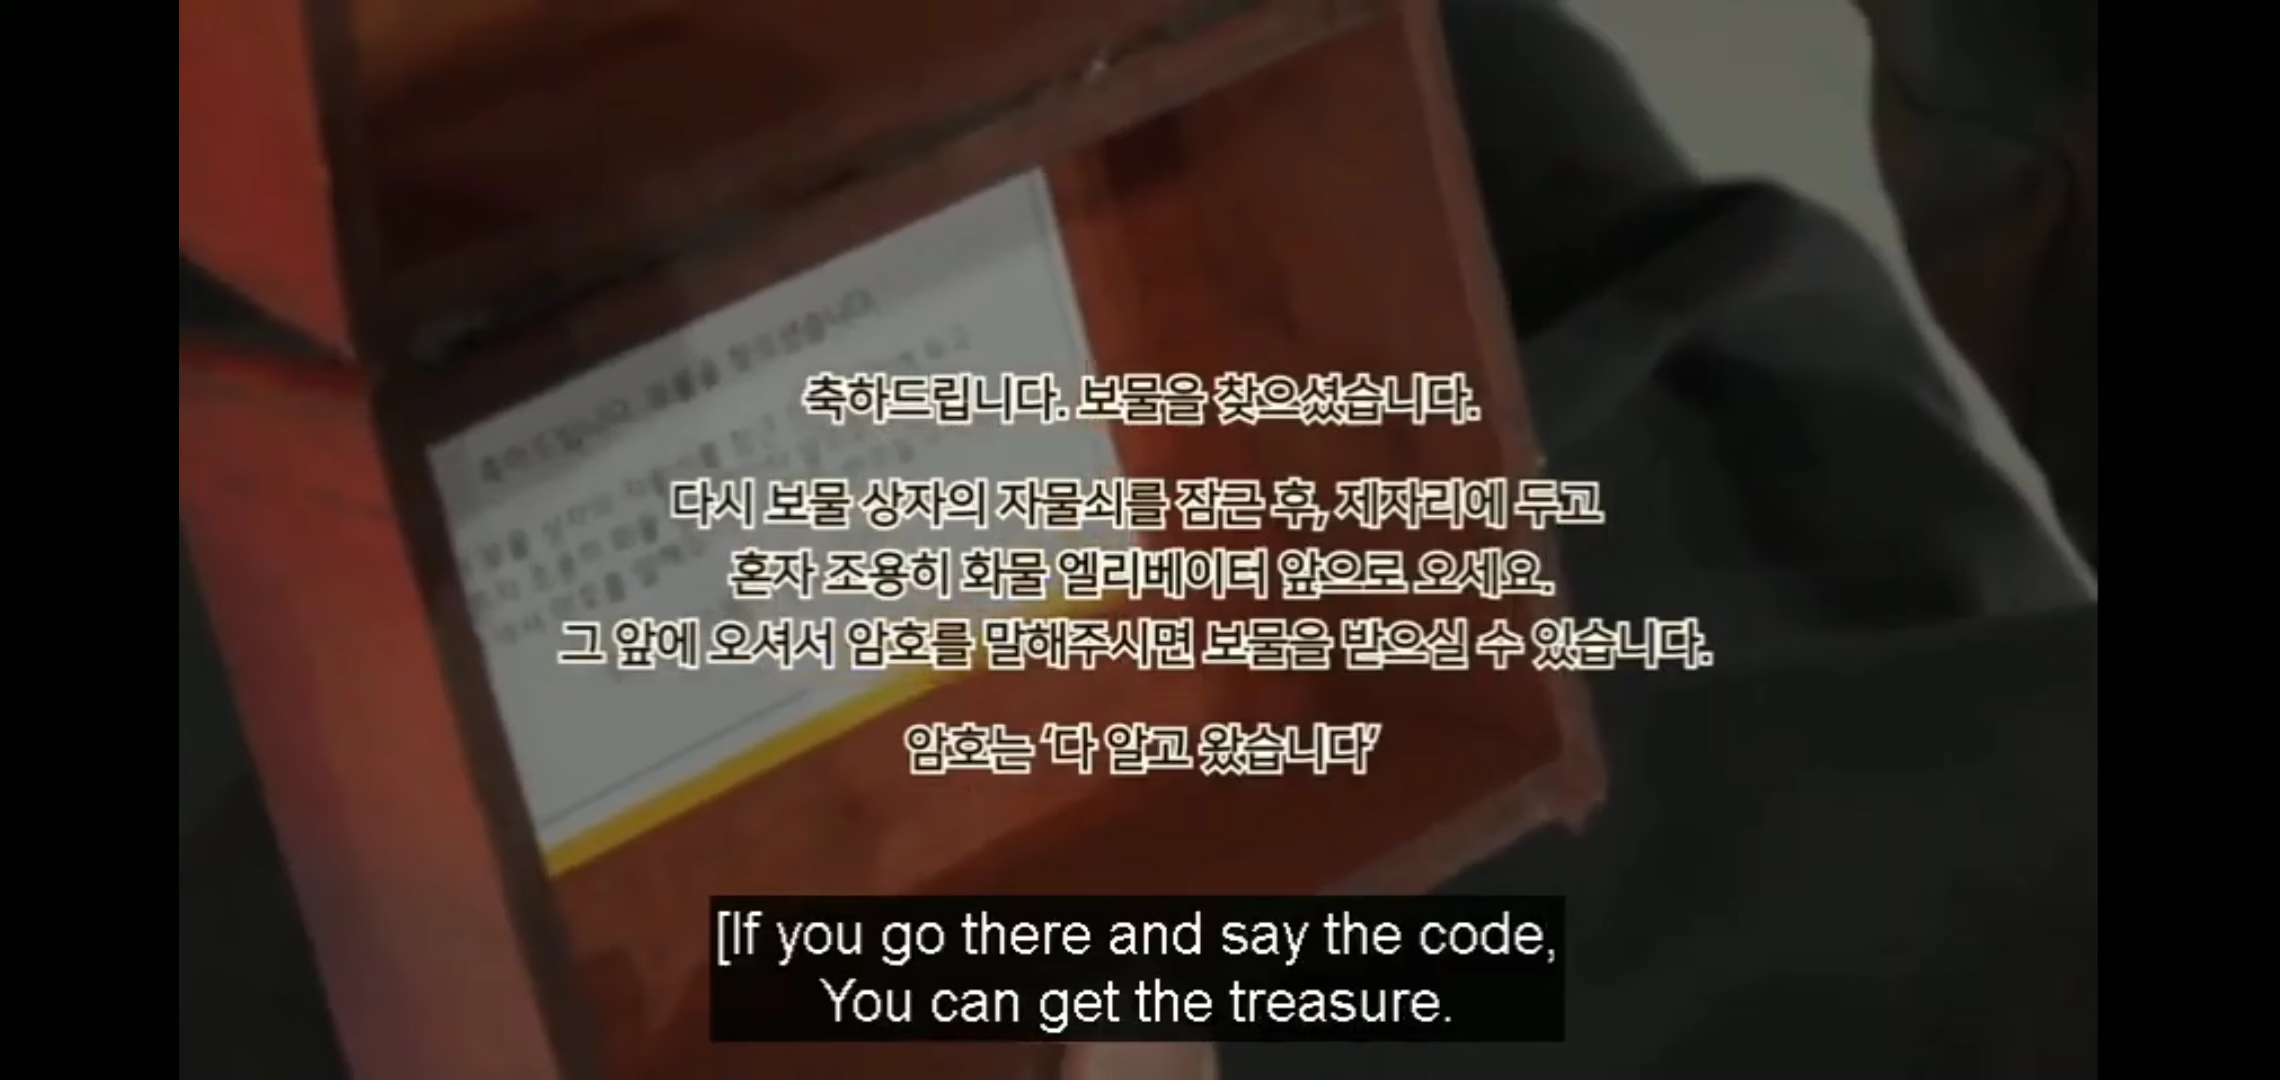 축하드립니다. 보물을 찾으셨습니다.
다시 보물 상자의 자물쇠를 잠근 후, 제자리에 두고
혼자 조용히 화물 엘리베이터 앞으로 오세요.
그 앞에 오셔서 암호를 말해주시면 보물을 받으실 수 있습니다.
암호는 ‘다 알고 왔습니다’
[If you go there and say the code,
You can get the treasure.